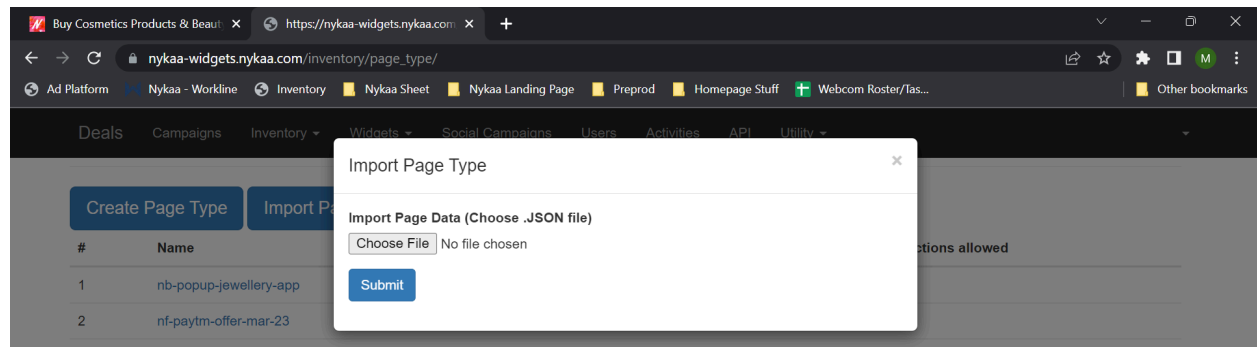 Buy Cosmetics Products & Beaut
https://nykaa-widgets.nykaa.com
nykaa-widgets.nykaa.com/inventory/page_type/
M
Ad Platform Nykaa - Workline Inventory Nykaa Sheet Nykaa Landing Page Preprod Homepage Stuff Webcom Roster/Tas... Other bookmarks
Deals Campaigns Inventory Widgets Social Campaigns Users Activities API Utility
Import Page Type
Create Page Type Import Pa
Import Page Data (Choose .JSON file)
Choose File No file chosen
# Name ctions allowed
Submit
1 nb-popup-jewellery-app
2 nf-paytm-offer-mar-23